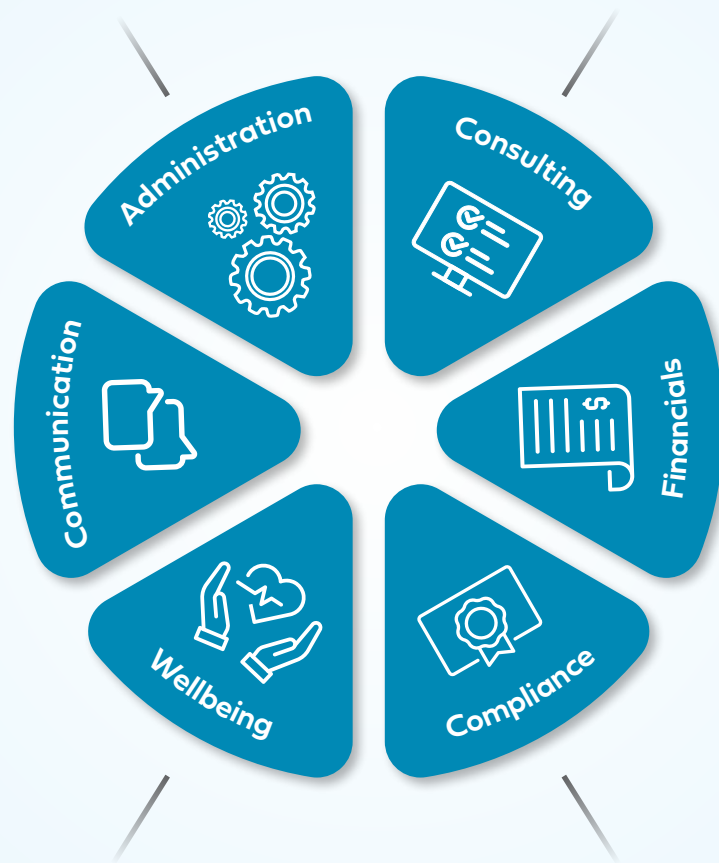 Administration
Consulting
Communication
Financials
$
Wellbeing
Compliance